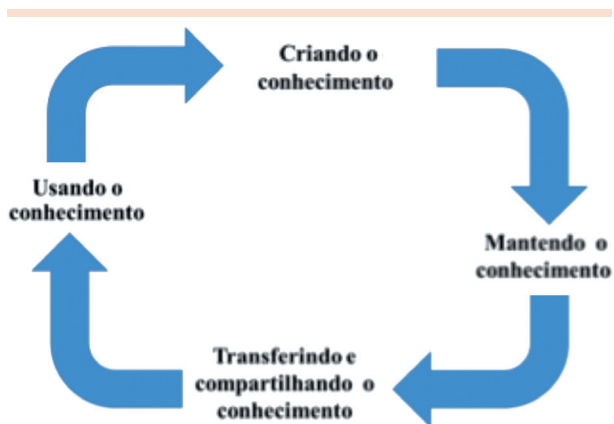 Criando o
conhecimento
Mantendo o
conhecimento
Transferindo e
compartilhando o
conhecimento
Usando o
conhecimento